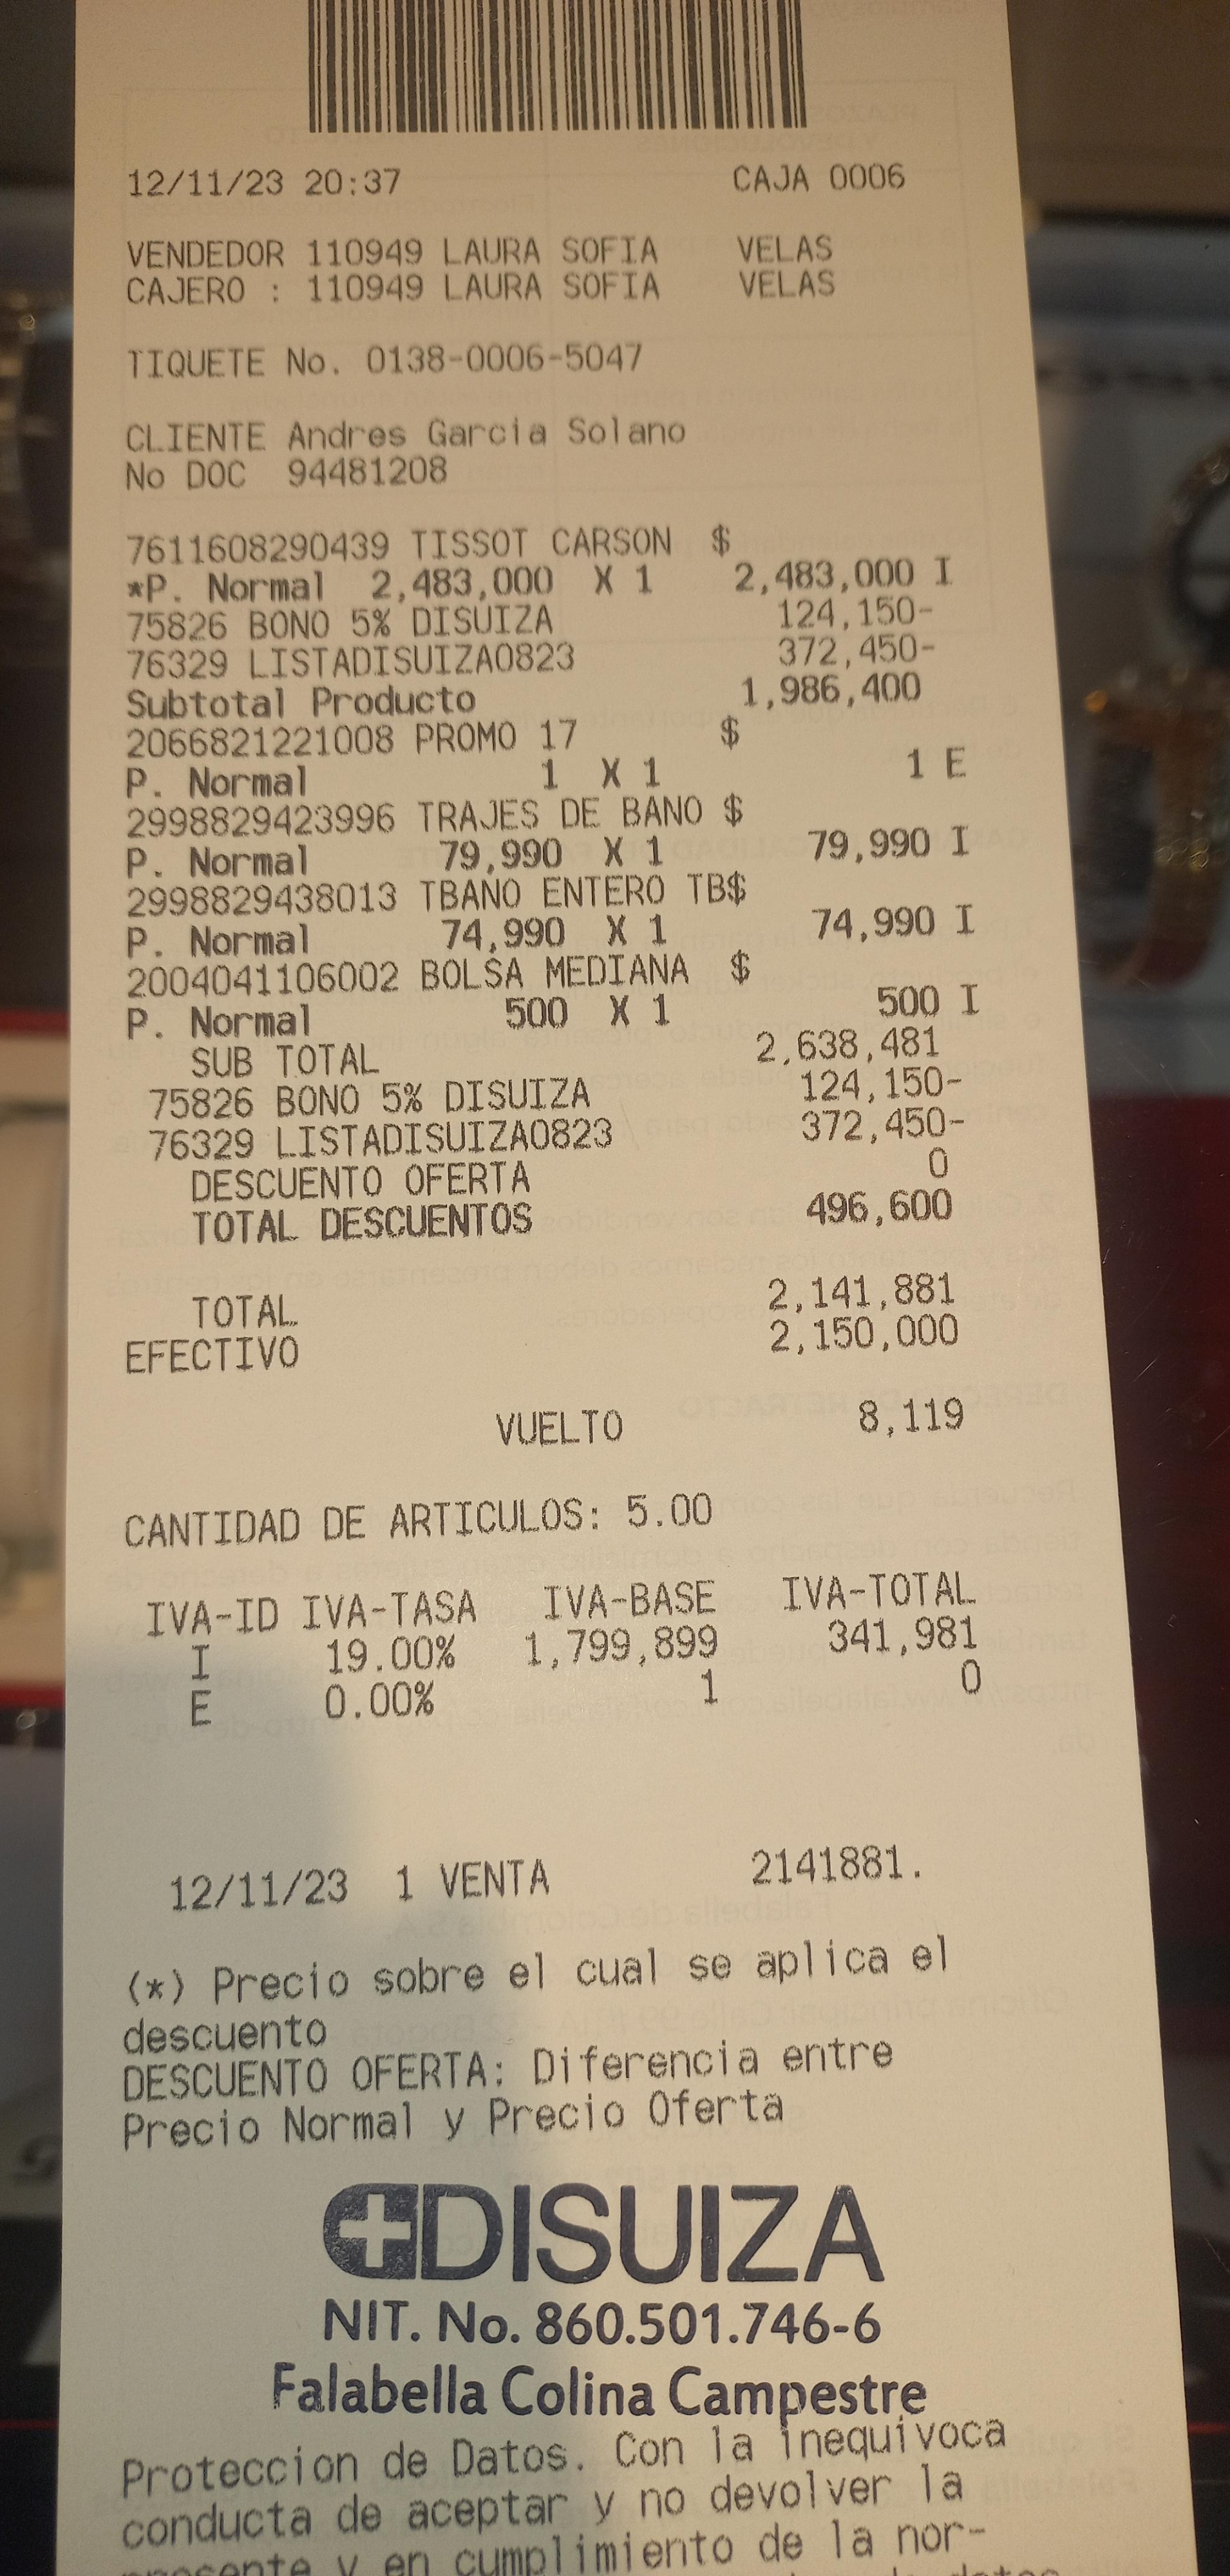 12/11/23 20:37 CAJA 0006
VENDEDOR 110949 LAURA SOFIA VELAS
CAJERO : 110949 LAURA SOFIA VELAS
TIQUETE No. 0138-0006-5047
CLIENTE Andres Garcia Solano
No DOC 94481208
7611608290439 TISSOT CARSON $
*P. Normal 2,483,000 X 1 2,483,000 I
75826 BONO 5% DISUIZA 124,150-
76329 LISTADISUIZA0823 372,450-
Subtotal Producto 1,986,400
2066821221008 PROMO 17 $
P. Normal 1 X 1 1 E
2998829423996 TRAJES DE BANO $
P. Normal 79,990 X 1 79,990 I
2998829438013 TBANO ENTERO TB$
P. Normal 74,990 X 1 74,990 I
2004041106002 BOLSA MEDIANA $
P. Normal 500 X 1 500 I
SUB TOTAL 2,638,481
75826 BONO 5% DISUIZA 124,150-
76329 LISTADISUIZA0823 372,450-
DESCUENTO OFERTA 0
TOTAL DESCUENTOS 496,600
TOTAL 2,141,881
EFECTIVO 2,150,000
VUELTO 8,119
CANTIDAD DE ARTICULOS: 5.00
IVA-ID IVA-TASA IVA-BASE IVA-TOTAL
I 19.00% 1,799,899 341,981
E 0.00% 1 0
12/11/23 1 VENTA 2141881.
(*) Precio sobre el cual se aplica el
descuento
DESCUENTO OFERTA: Diferencia entre
Precio Normal y Precio Oferta
DISUIZA
NIT. No. 860.501.746-6
Falabella Colina Campestre
Proteccion de Datos. Con la inequivoca
conducta de aceptar y no devolver la
presente y en cumplimiento de la nor-